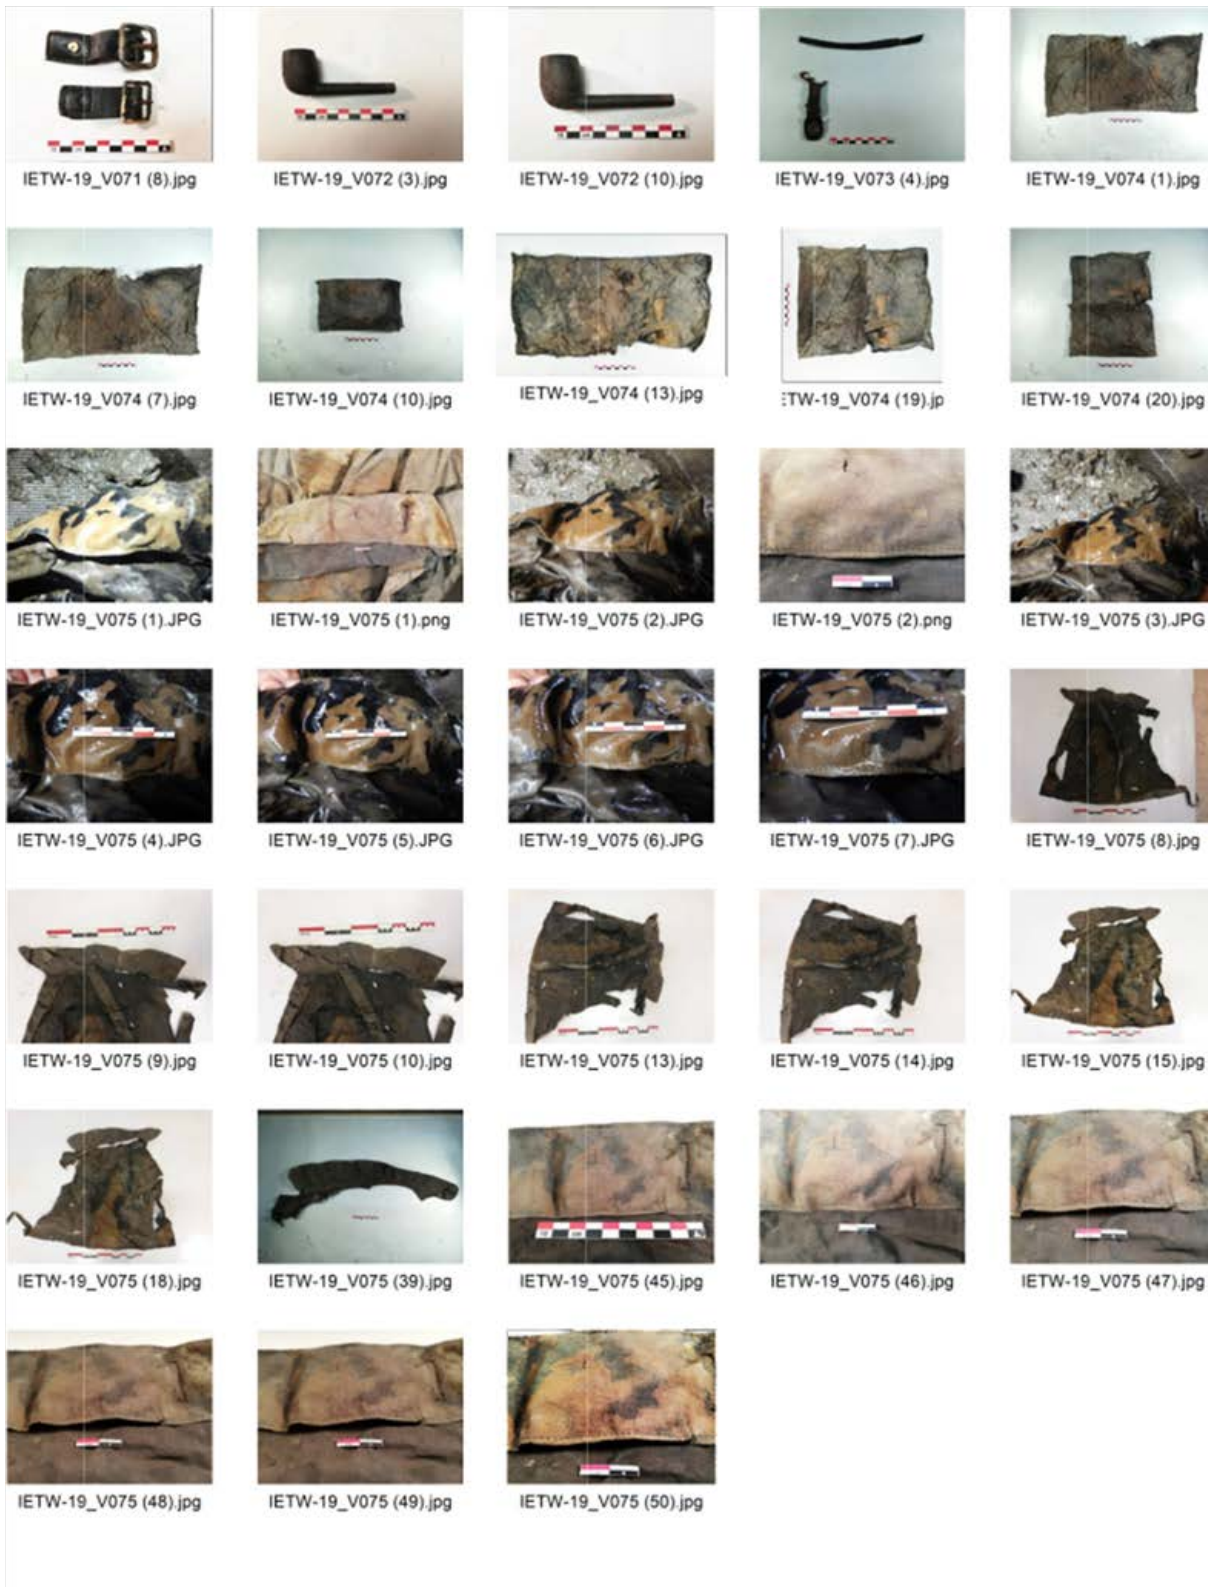 IETW-19_V071 (8).jpg
IETW-19_V072 (3).jpg
IETW-19_V072 (10).jpg
IETW-19_V073 (4).jpg
IETW-19_V074 (1).jpg
IETW-19_V074 (7).jpg
IETW-19_V074 (10).jpg
IETW-19_V074 (13).jpg
ETW-19_V074 (19).jp
IETW-19_V074 (20).jpg
IETW-19_V075 (1).JPG
IETW-19_V075 (1).png
IETW-19_V075 (2).JPG
IETW-19_V075 (2).png
IETW-19_V075 (3).JPG
IETW-19_V075 (4).JPG
IETW-19_V075 (5).JPG
IETW-19_V075 (6).JPG
IETW-19_V075 (7).JPG
IETW-19_V075 (8).jpg
IETW-19_V075 (9).jpg
IETW-19_V075 (10).jpg
IETW-19_V075 (13).jpg
IETW-19_V075 (14).jpg
IETW-19_V075 (15).jpg
IETW-19_V075 (18).jpg
IETW-19_V075 (39).jpg
IETW-19_V075 (45).jpg
IETW-19_V075 (46).jpg
IETW-19_V075 (47).jpg
IETW-19_V075 (48).jpg
IETW-19_V075 (49).jpg
IETW-19_V075 (50).jpg